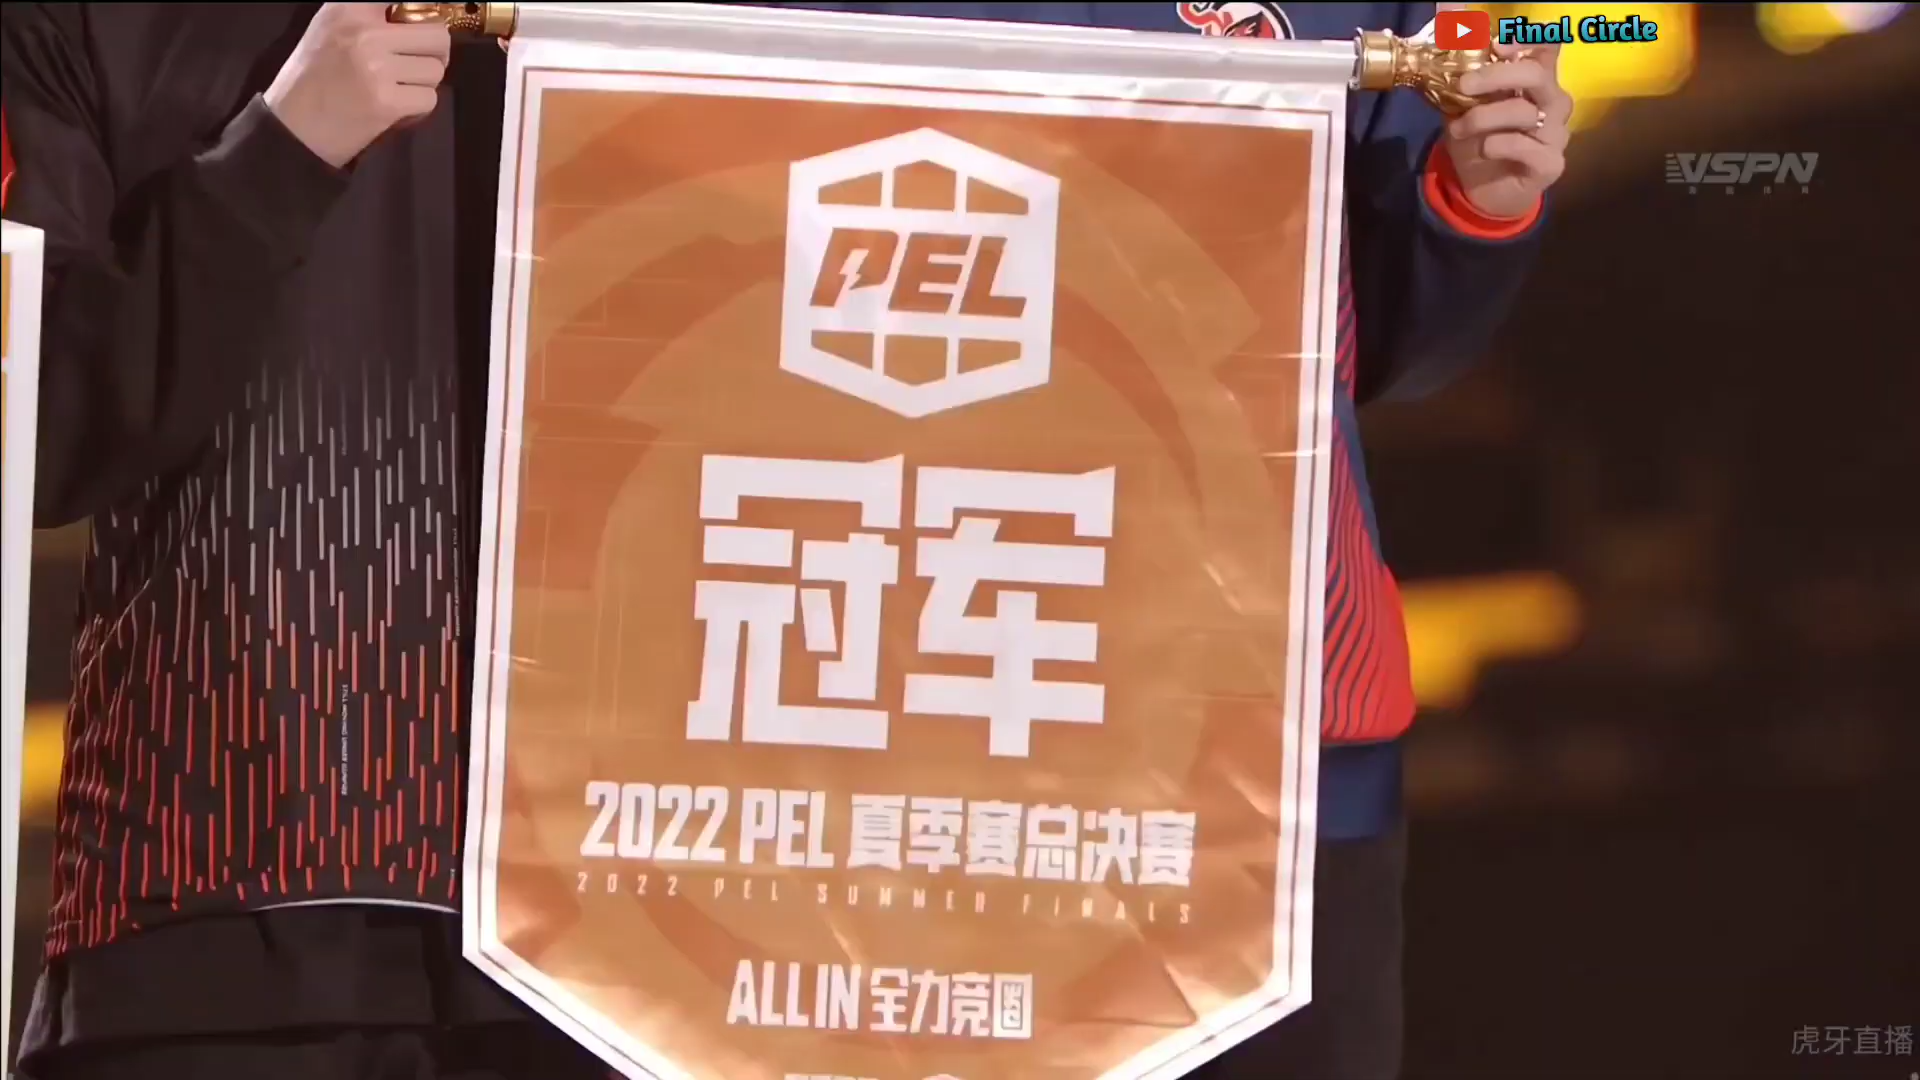 Final Circle
VSPN
PEL
冠军
2022 PEL 夏季赛总决赛
2022 PEL SUMMER FINALS
ALL IN 全力竞圈
虎牙直播